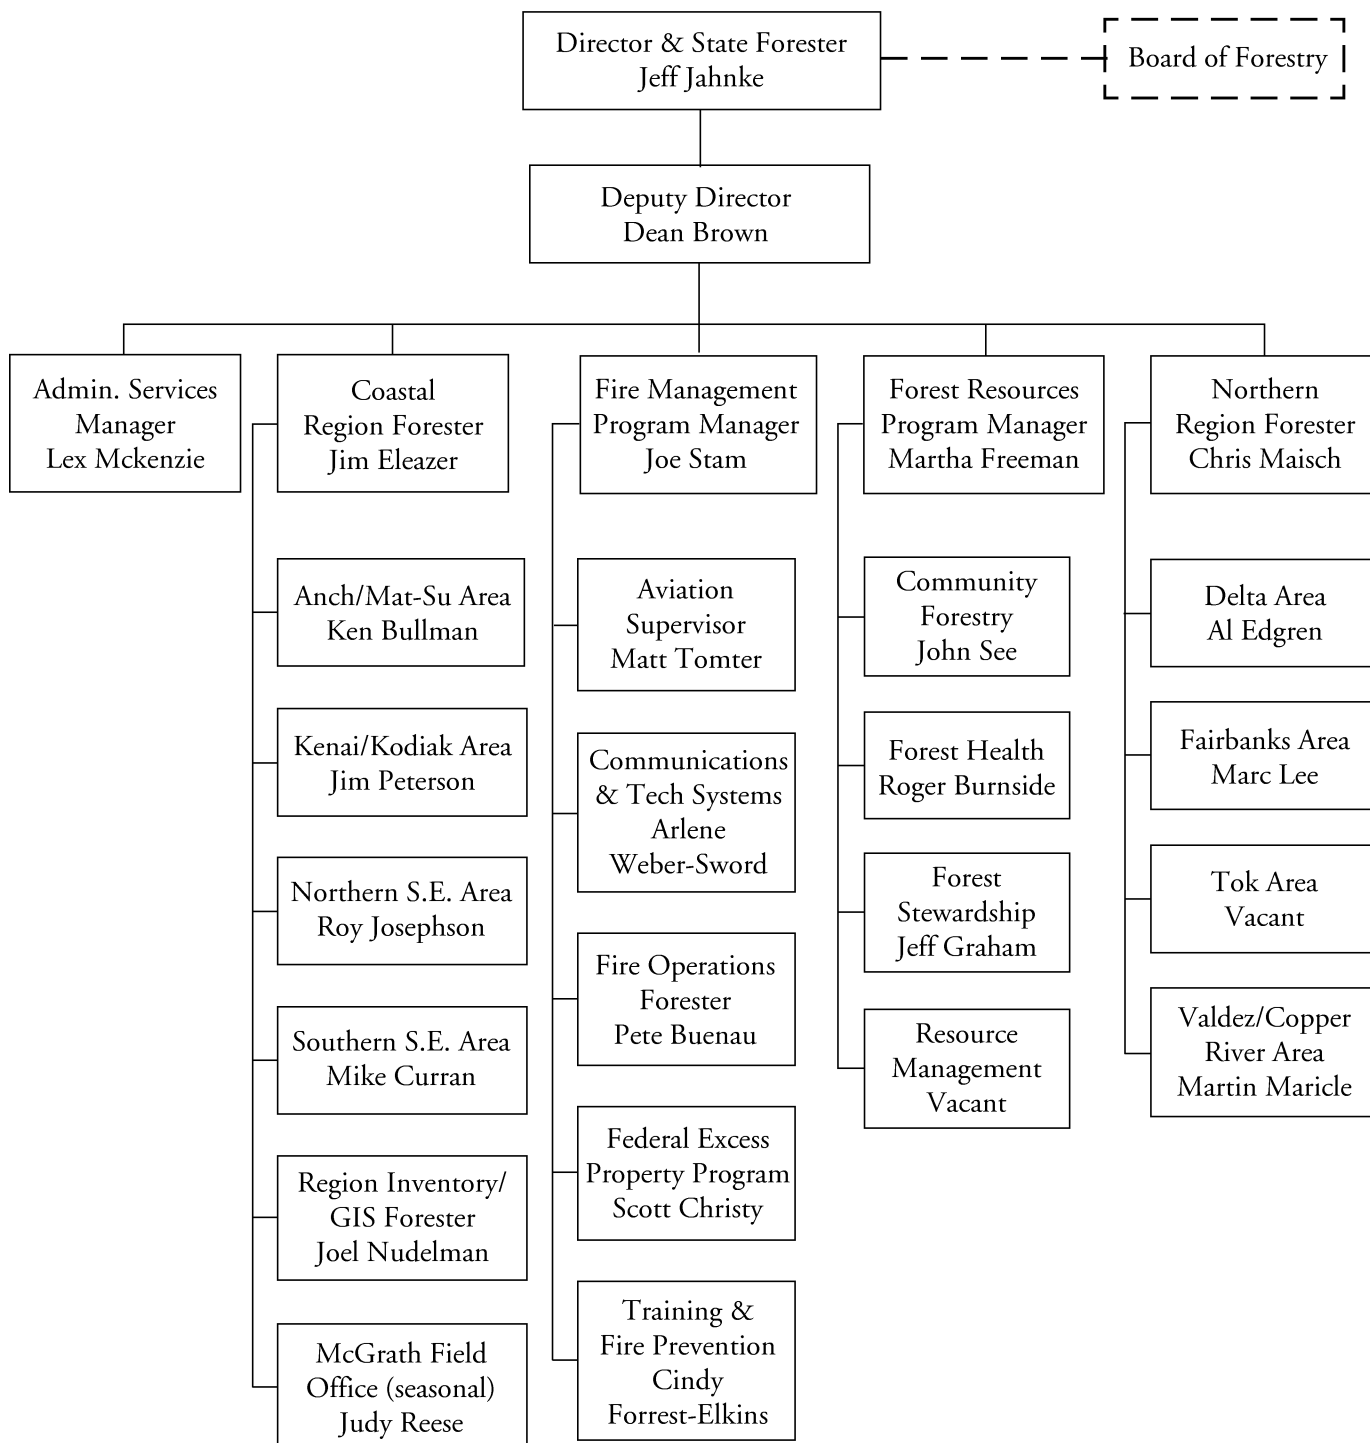 Director & State Forester
Jeff Jahnke
Board of Forestry
Deputy Director
Dean Brown
Admin. Services
Manager
Lex Mckenzie
Coastal
Region Forester
Jim Eleazer
Fire Management
Program Manager
Joe Stam
Forest Resources
Program Manager
Martha Freeman
Northern
Region Forester
Chris Maisch
Anch/Mat-Su Area
Ken Bullman
Kenai/Kodiak Area
Jim Peterson
Northern S.E. Area
Roy Josephson
Southern S.E. Area
Mike Curran
Region Inventory/
GIS Forester
Joel Nudelman
McGrath Field
Office (seasonal)
Judy Reese
Aviation
Supervisor
Matt Tomter
Communications
& Tech Systems
Arlene
Weber-Sword
Fire Operations
Forester
Pete Buenau
Federal Excess
Property Program
Scott Christy
Training &
Fire Prevention
Cindy
Forrest-Elkins
Community
Forestry
John See
Forest Health
Roger Burnside
Forest
Stewardship
Jeff Graham
Resource
Management
Vacant
Delta Area
Al Edgren
Fairbanks Area
Marc Lee
Tok Area
Vacant
Valdez/Copper
River Area
Martin Maricle